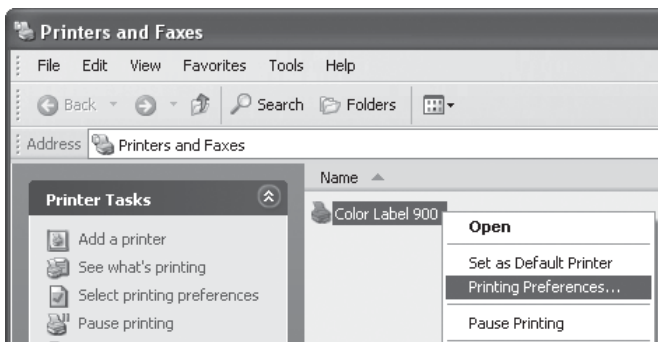 Printers and Faxes
File Edit View Favorites Tools Help
Back Search Folders
Address Printers and Faxes
Name
Printer Tasks
Add a printer
See what's printing
Select printing preferences
Pause printing
Color Label 900
Open
Set as Default Printer
Printing Preferences...
Pause Printing